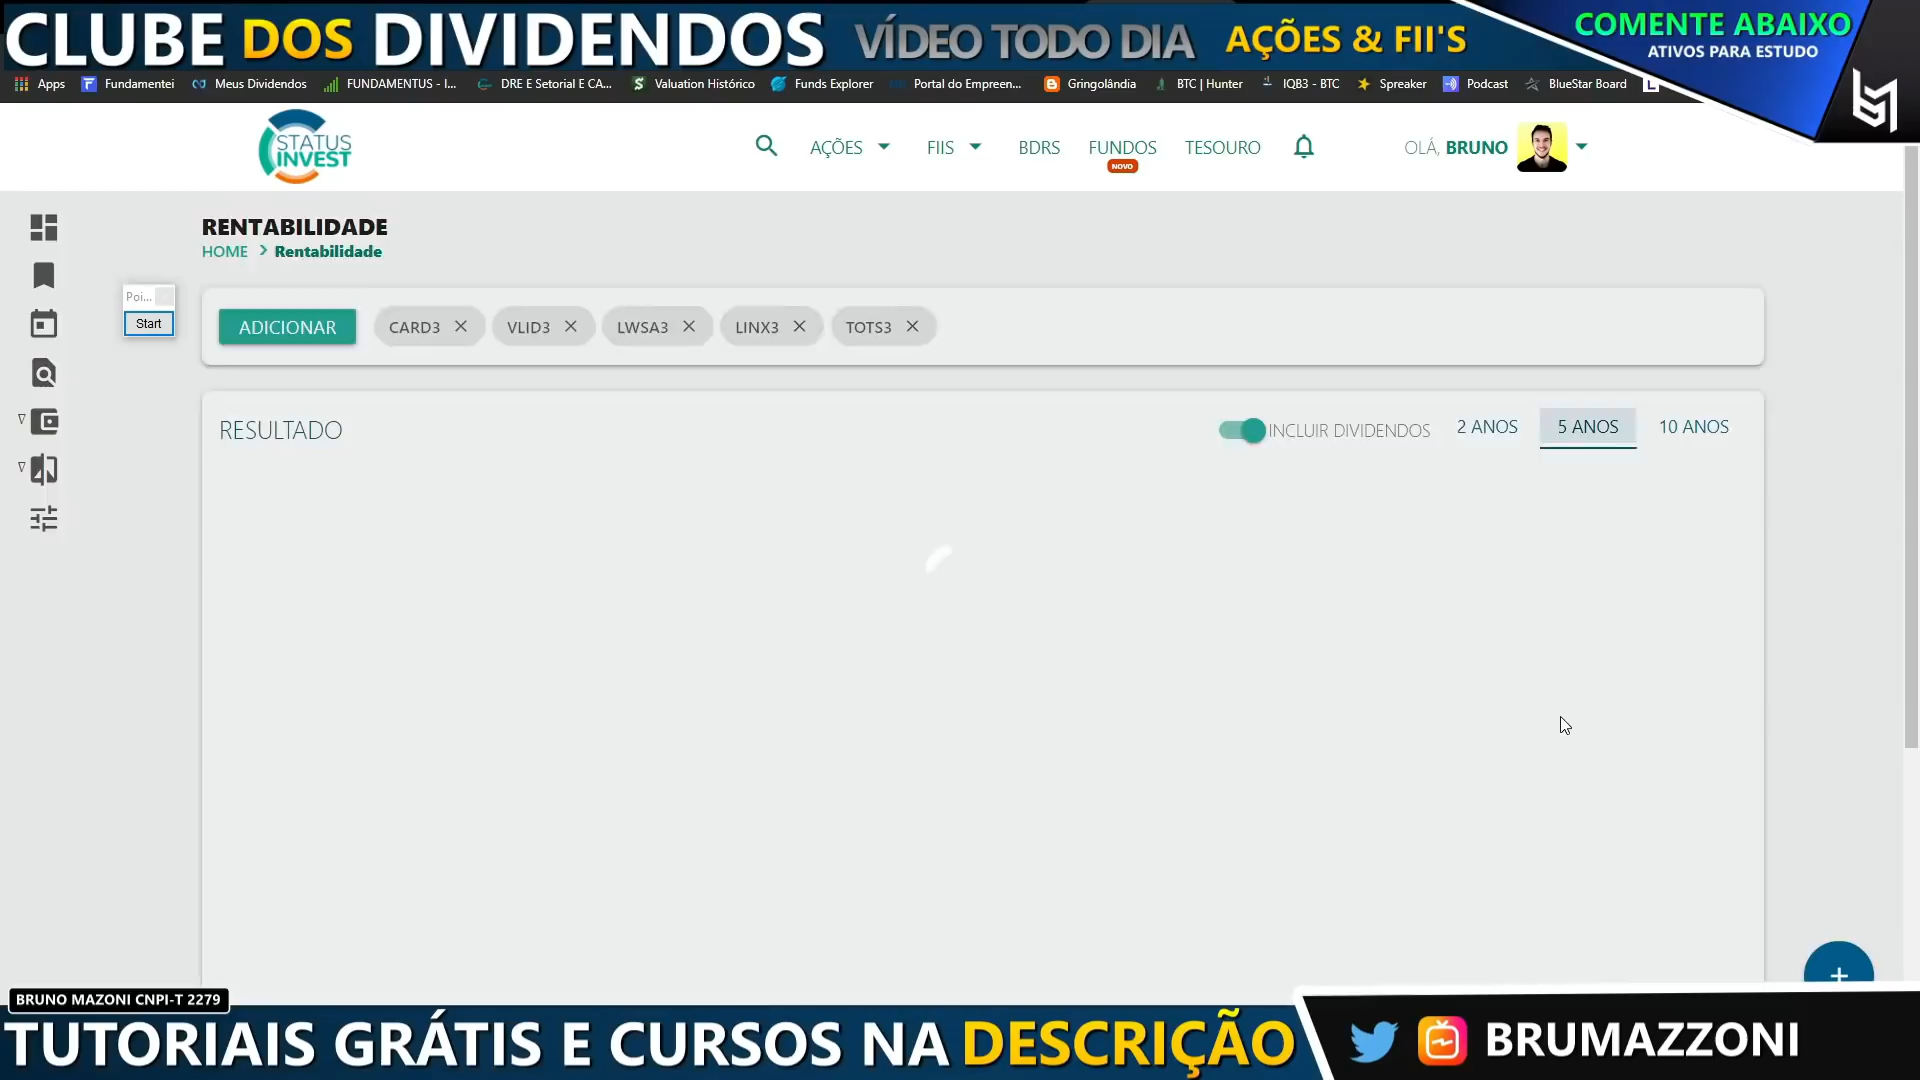 CLUBE DOS DIVIDENDOS VÍDEO TODO DIA AÇÕES & FII'S
COMENTE ABAIXO
ATIVOS PARA ESTUDO
Apps Fundamentei Meus Dividendos FUNDAMENTUS - I... DRE E Setorial E CA... Valuation Histórico Funds Explorer Portal do Empreen... Gringolândia BTC | Hunter IQB3 - BTC Spreaker Podcast BlueStar Board
STATUS
INVEST
AÇÕES FIIS BDRS FUNDOS TESOURO OLÁ, BRUNO
NOVO
RENTABILIDADE
HOME > Rentabilidade
Poi...
Start
ADICIONAR CARD3 VLID3 LWSA3 LINX3 TOTS3
RESULTADO INCLUIR DIVIDENDOS 2 ANOS 5 ANOS 10 ANOS
BRUNO MAZONI CNPI-T 2279
TUTORIAIS GRÁTIS E CURSOS NA DESCRIÇÃO
BRUMAZZONI